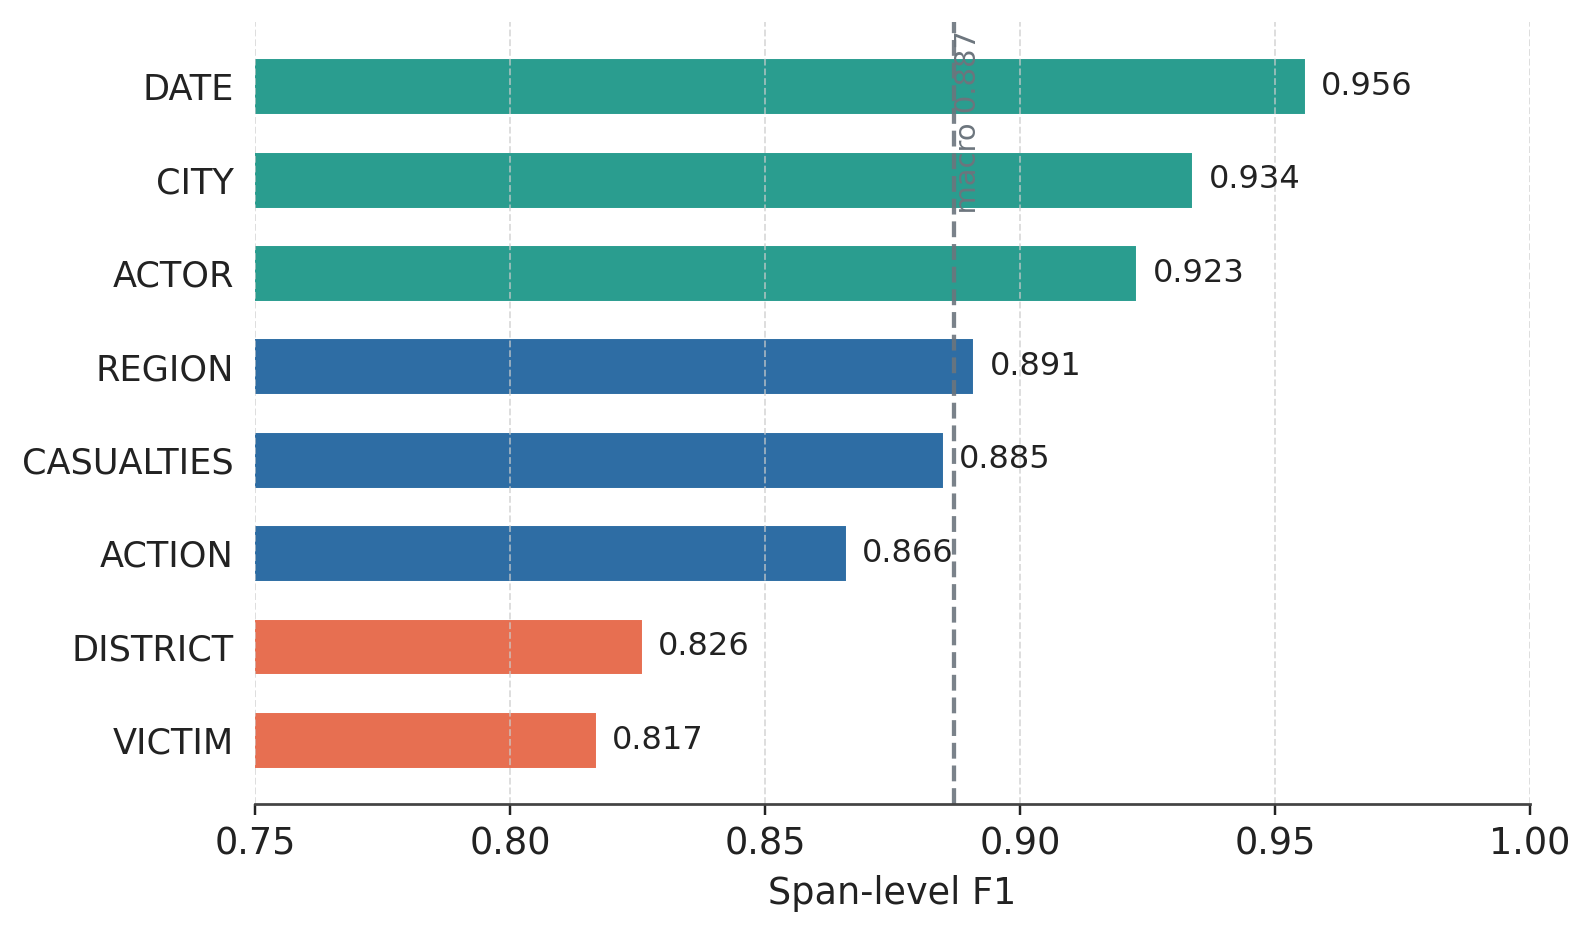 macro 0.887
DATE 0.956
CITY 0.934
ACTOR 0.923
REGION 0.891
CASUALTIES 0.885
ACTION 0.866
DISTRICT 0.826
VICTIM 0.817
0.75 0.80 0.85 0.90 0.95 1.00
Span-level F1